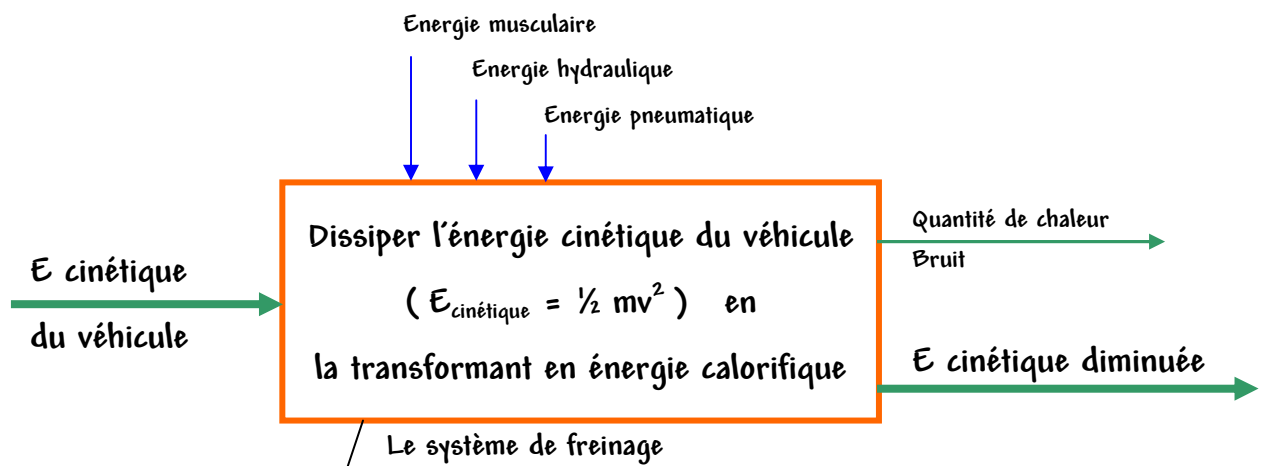 Energie musculaire
Energie hydraulique
Energie pneumatique
E cinétique
du véhicule
Dissiper l'énergie cinétique du véhicule
( Ecinétique = ½ mv² ) en
la transformant en énergie calorifique
Quantité de chaleur
Bruit
E cinétique diminuée
Le système de freinage